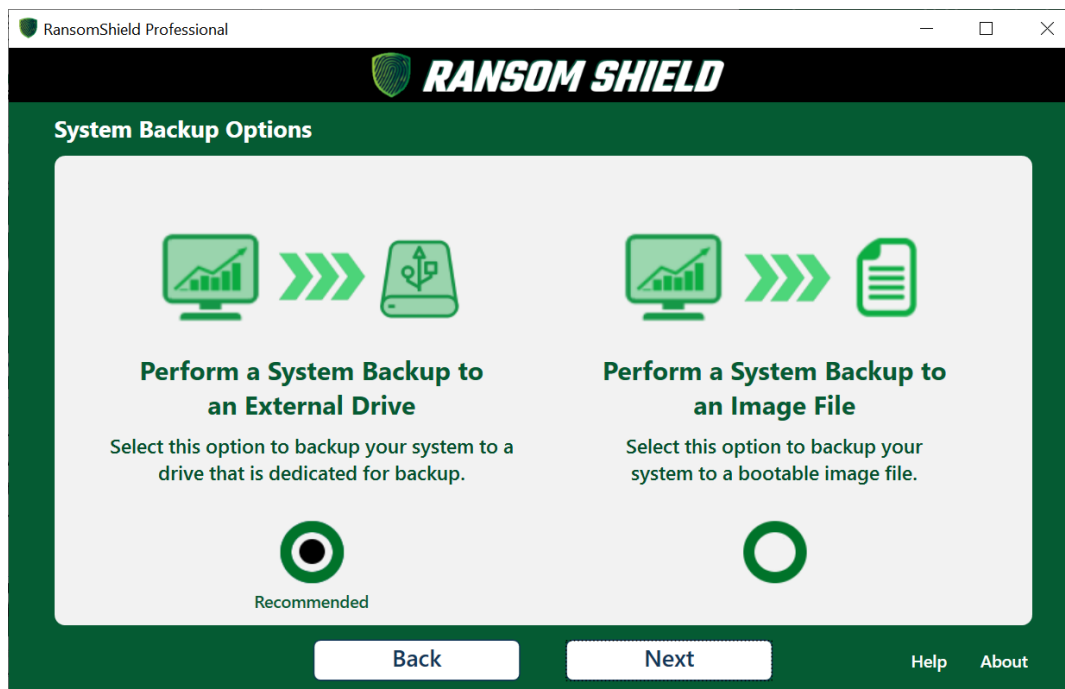 RansomShield Professional
RANSOM SHIELD
System Backup Options
Perform a System Backup to
an External Drive
Select this option to backup your system to a
drive that is dedicated for backup.
Recommended
Perform a System Backup to
an Image File
Select this option to backup your
system to a bootable image file.
Back
Next
Help
About